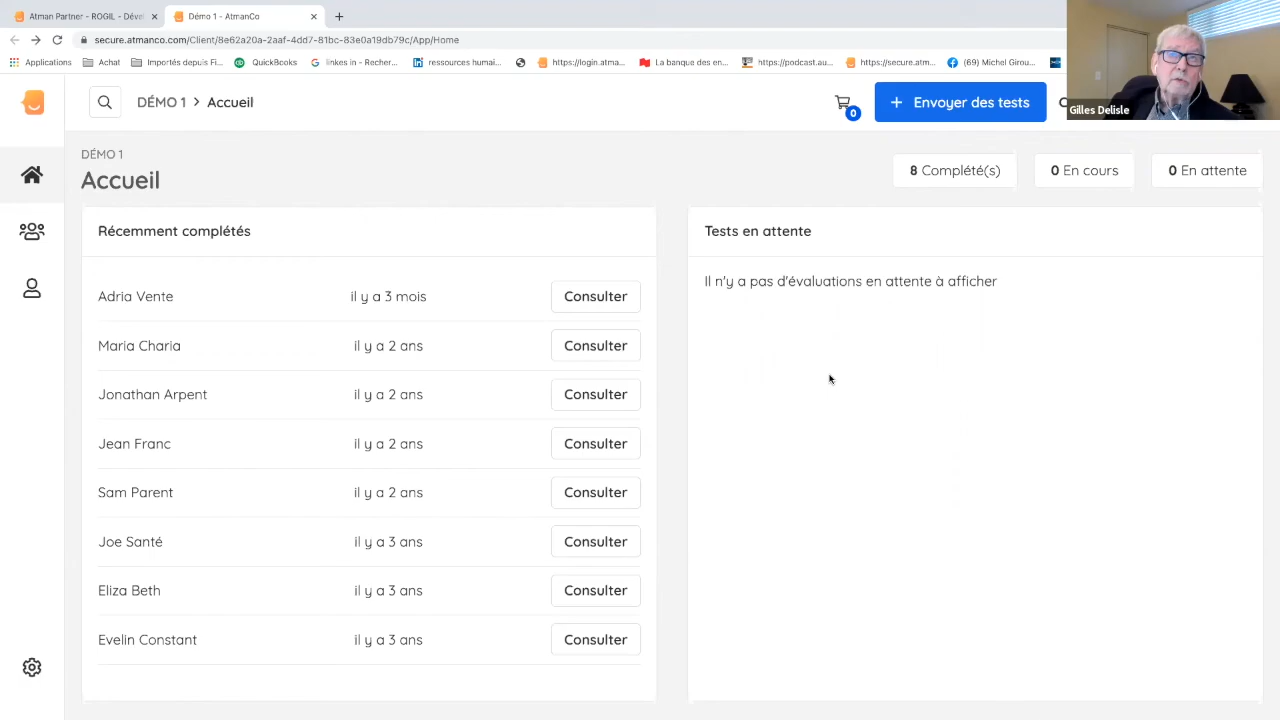 Atman Partner - ROGIL - Dével
Démo 1 - AtmanCo
secure.atmanco.com/Client/8e62a20a-2aaf-4dd7-81bc-83e0a19db79c/App/Home
Applications
Achat
Importés depuis Fi...
QuickBooks
linkes in - Recher...
ressources humai...
https://login.atma...
La banque des en...
https://podcast.au...
https://secure.atm...
(69) Michel Girou...
Gilles Delisle
DÉMO 1 > Accueil
0
+ Envoyer des tests
DÉMO 1
Accueil
8 Complété(s)
0 En cours
0 En attente
Récemment complétés
Adria Vente il y a 3 mois Consulter
Maria Charia il y a 2 ans Consulter
Jonathan Arpent il y a 2 ans Consulter
Jean Franc il y a 2 ans Consulter
Sam Parent il y a 2 ans Consulter
Joe Santé il y a 3 ans Consulter
Eliza Beth il y a 3 ans Consulter
Evelin Constant il y a 3 ans Consulter
Tests en attente
Il n'y a pas d'évaluations en attente à afficher